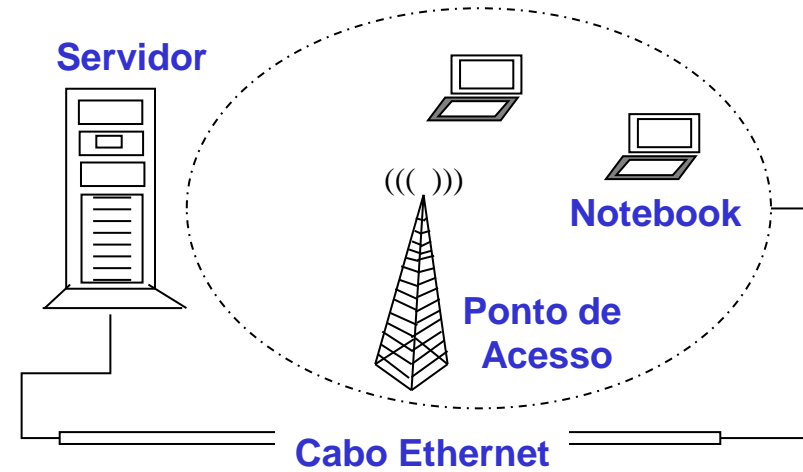 Servidor
((( )))
Notebook
Ponto de
Acesso
Cabo Ethernet